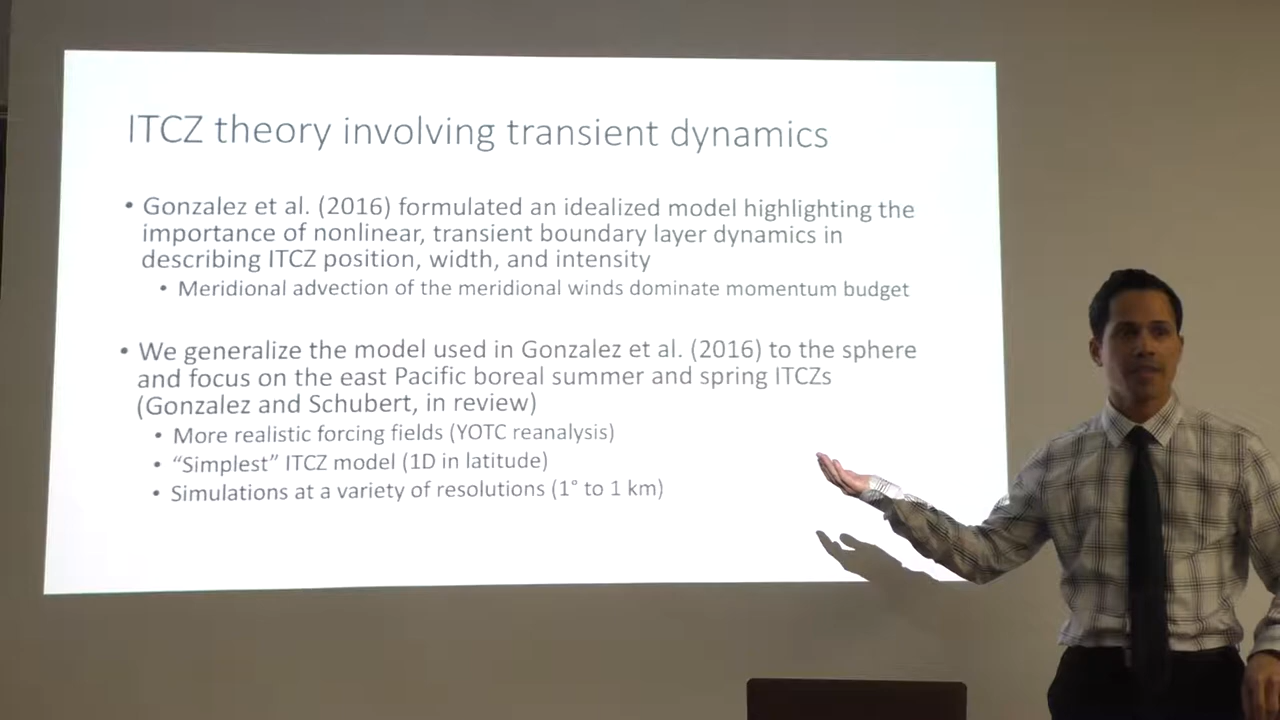 ITCZ theory involving transient dynamics
• Gonzalez et al. (2016) formulated an idealized model highlighting the
importance of nonlinear, transient boundary layer dynamics in
describing ITCZ position, width, and intensity
• Meridional advection of the meridional winds dominate momentum budget
• We generalize the model used in Gonzalez et al. (2016) to the sphere
and focus on the east Pacific boreal summer and spring ITCZs
(Gonzalez and Schubert, in review)
• More realistic forcing fields (YOTC reanalysis)
• “Simplest” ITCZ model (1D in latitude)
• Simulations at a variety of resolutions (1° to 1 km)